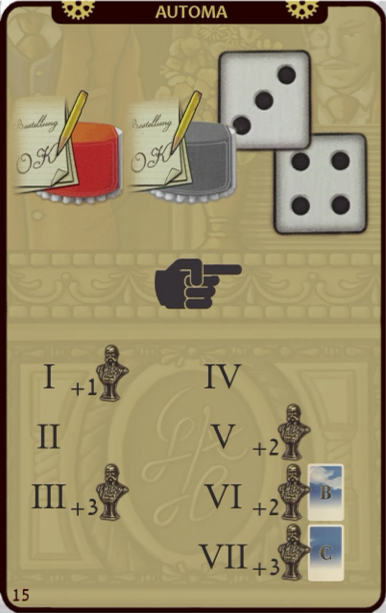 AUTOMA
Bestellung Bestellung
OK OK
I +1 IV
II V +2
III +3 VI +2 B
VII +3 C
15